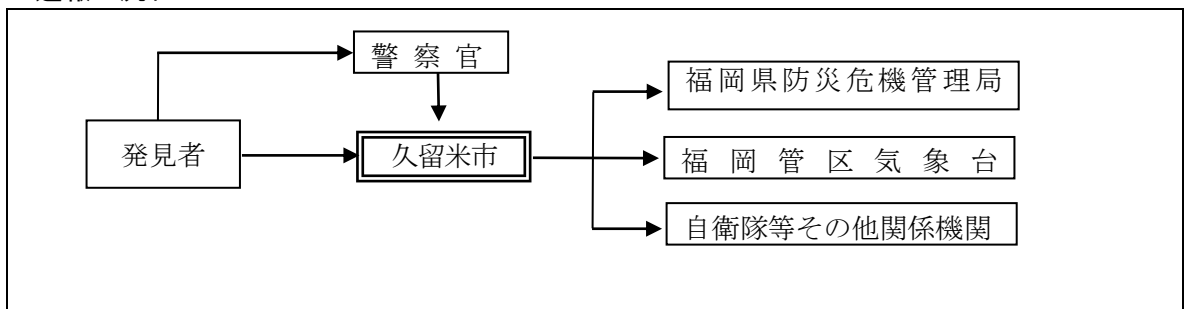 警察官
福岡県防災危機管理局
発見者
久留米市
福岡管区気象台
自衛隊等その他関係機関